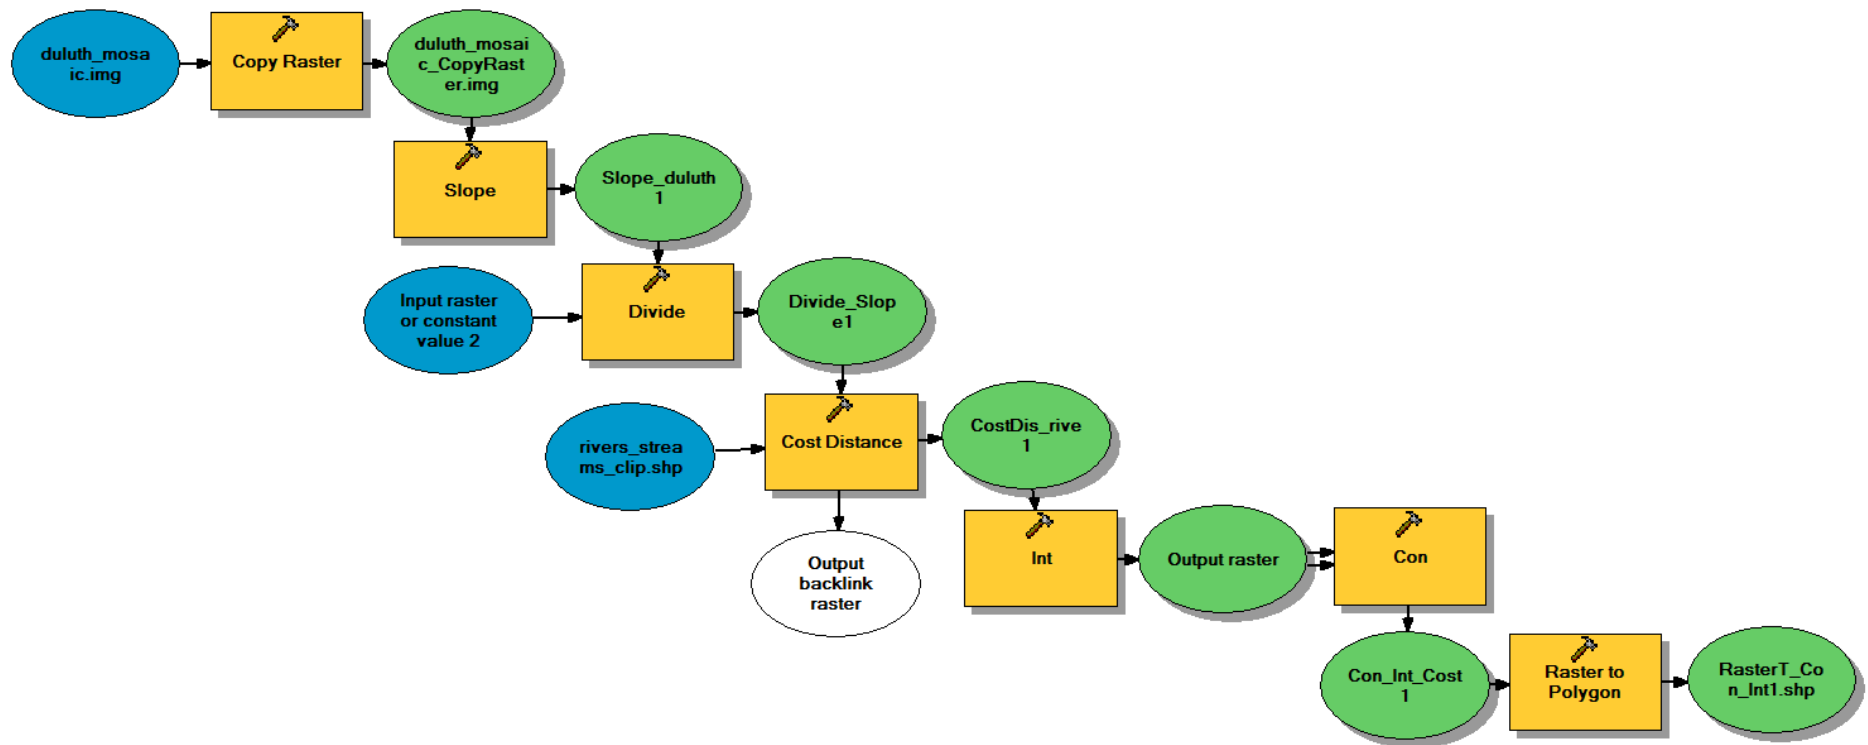 duluth_mosa
ic.img
Copy Raster
duluth_mosai
c_CopyRast
er.img
Slope
Slope_duluth
1
Input raster
or constant
value 2
Divide
Divide_Slop
e1
rivers_strea
ms_clip.shp
Cost Distance
CostDis_rive
1
Output
backlink
raster
Int
Output raster
Con
Con_Int_Cost
1
Raster to
Polygon
RasterT_Co
n_Int1.shp